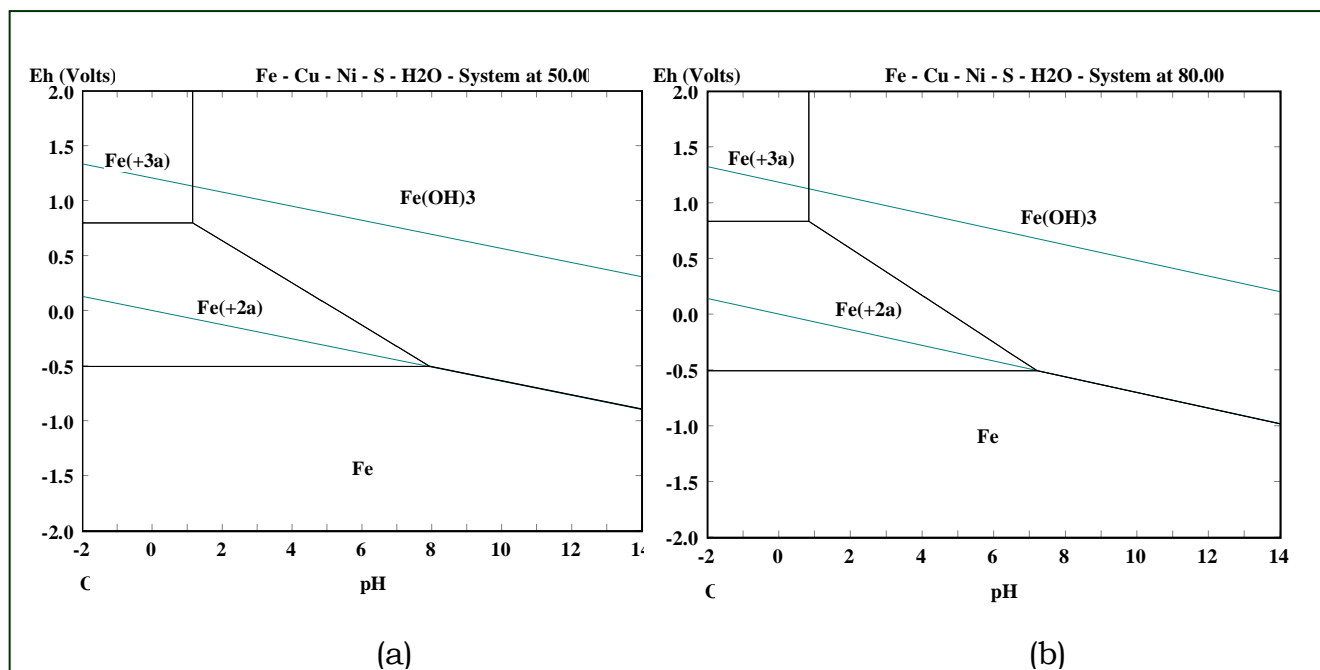 Eh (Volts) Fe - Cu - Ni - S - H2O - System at 50.00
2.0
1.5
1.0
0.5
0.0
-0.5
-1.0
-1.5
-2.0
Fe(+3a)
Fe(OH)3
Fe(+2a)
Fe
-2 0 2 4 6 8 10 12 14
C pH
(a)
Eh (Volts) Fe - Cu - Ni - S - H2O - System at 80.00
2.0
1.5
1.0
0.5
0.0
-0.5
-1.0
-1.5
-2.0
Fe(+3a)
Fe(OH)3
Fe(+2a)
Fe
-2 0 2 4 6 8 10 12 14
C pH
(b)